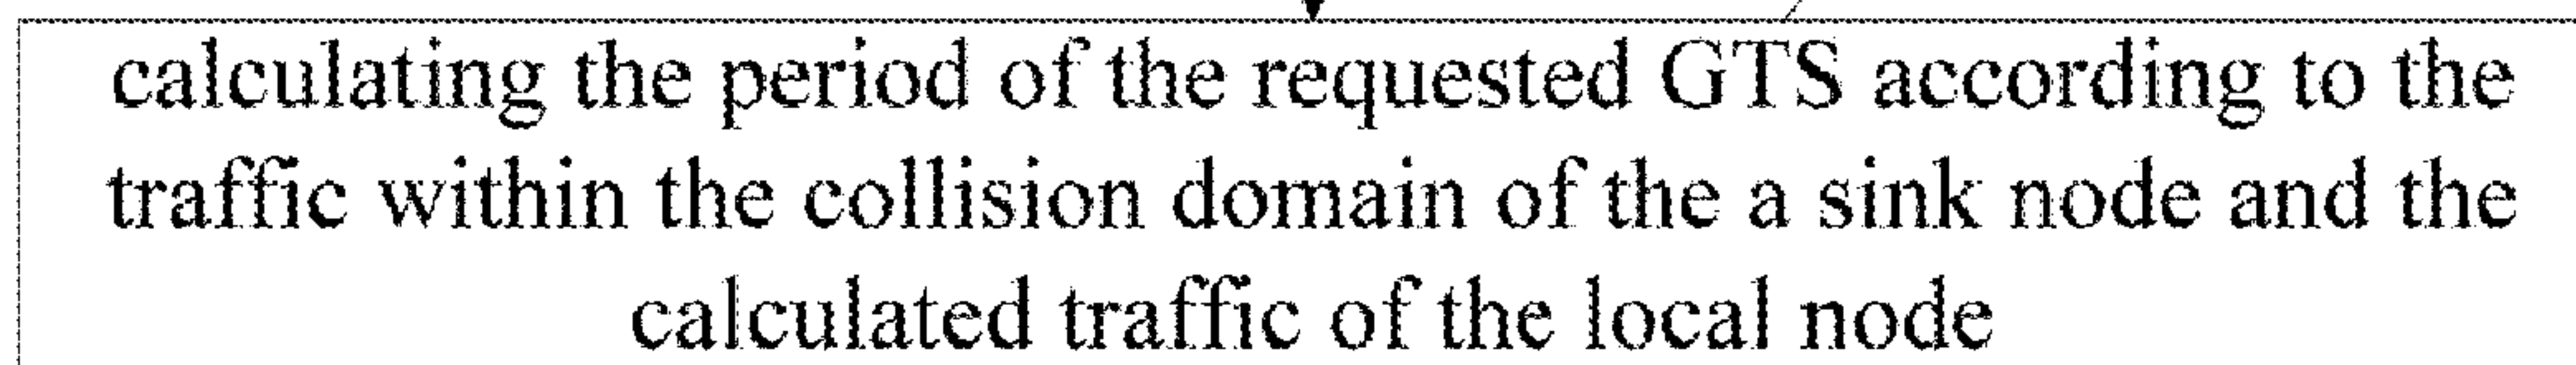 calculating the period of the requested GTS according to the
traffic within the collision domain of the a sink node and the
calculated traffic of the local node